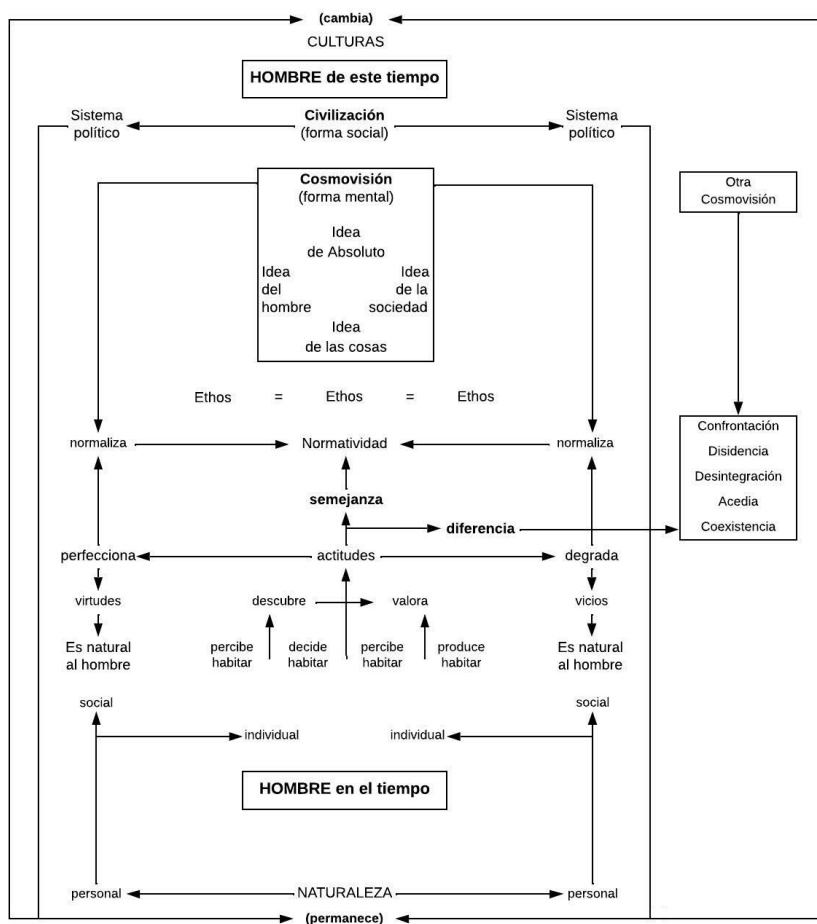 (cambia)
CULTURAS
HOMBRE de este tiempo
Sistema
político
Civilización
(forma social)
Sistema
político
Cosmovisión
(forma mental)
Idea
de Absoluto
Idea
del
hombre
Idea
de la
sociedad
Idea
de las cosas
Otra
Cosmovisión
Ethos = Ethos = Ethos
normaliza Normatividad normaliza
semejanza
diferencia
Confrontación
Disidencia
Desintegración
Acedia
Coexistencia
perfecciona actitudes degrada
virtudes descubre valora vicios
Es natural
al hombre
percibe
habitar
decide
habitar
percibe
habitar
produce
habitar
Es natural
al hombre
social social
individual individual
HOMBRE en el tiempo
personal NATURALEZA personal
(permanece)